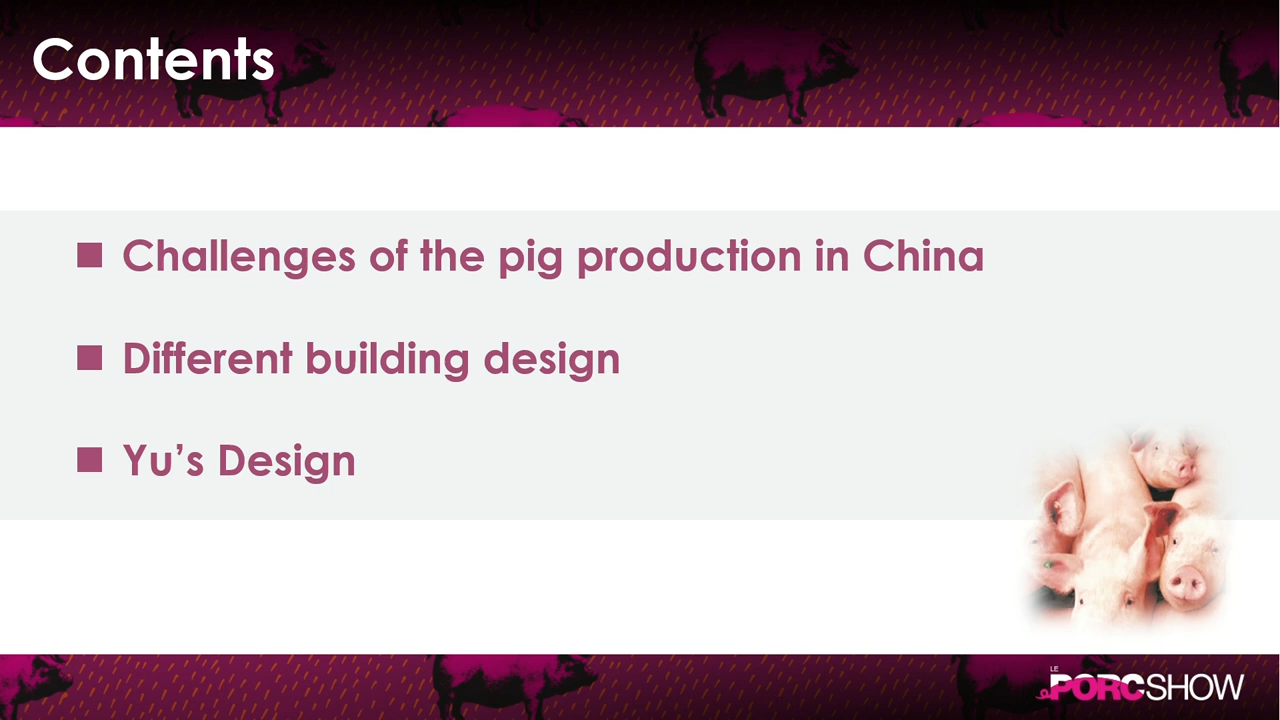 Contents
■ Challenges of the pig production in China
■ Different building design
■ Yu’s Design
LE
PORCSHOW